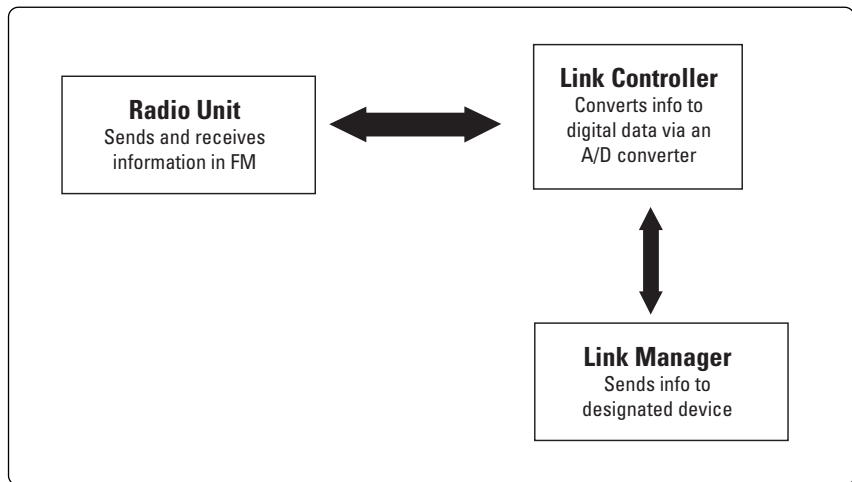 Radio Unit
Sends and receives
information in FM
Link Controller
Converts info to
digital data via an
A/D converter
Link Manager
Sends info to
designated device